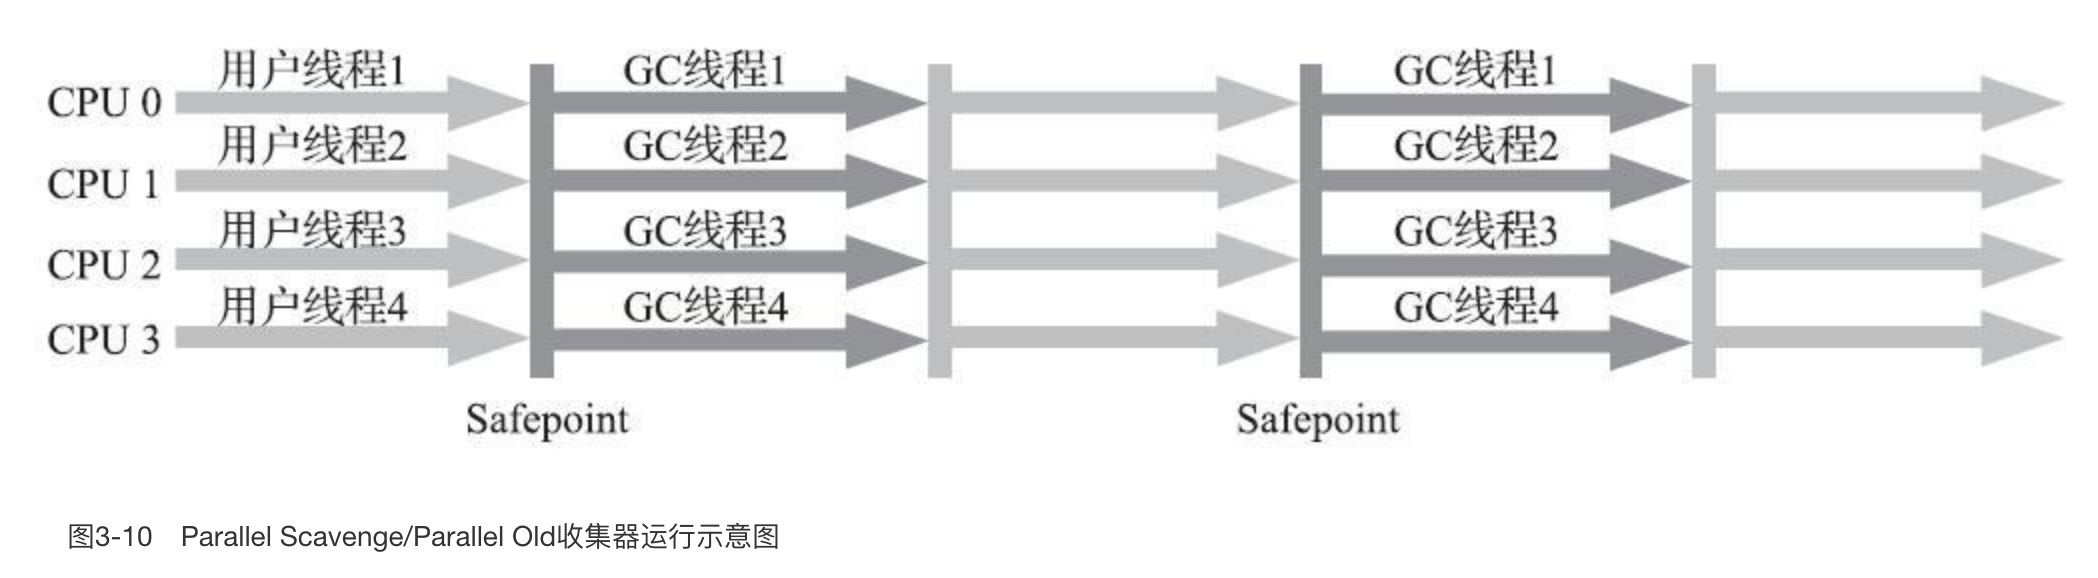 用户线程1 GC线程1 GC线程1
CPU 0
用户线程2 GC线程2 GC线程2
CPU 1
用户线程3 GC线程3 GC线程3
CPU 2
用户线程4 GC线程4 GC线程4
CPU 3
Safepoint Safepoint
图3-10 Parallel Scavenge/Parallel Old收集器运行示意图